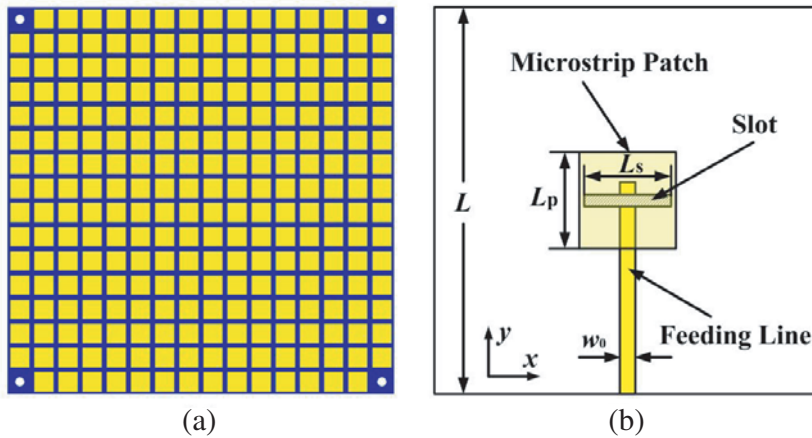 Microstrip Patch
Slot
Ls
Lp
L
Feeding Line
w0
y
x
(a)
(b)